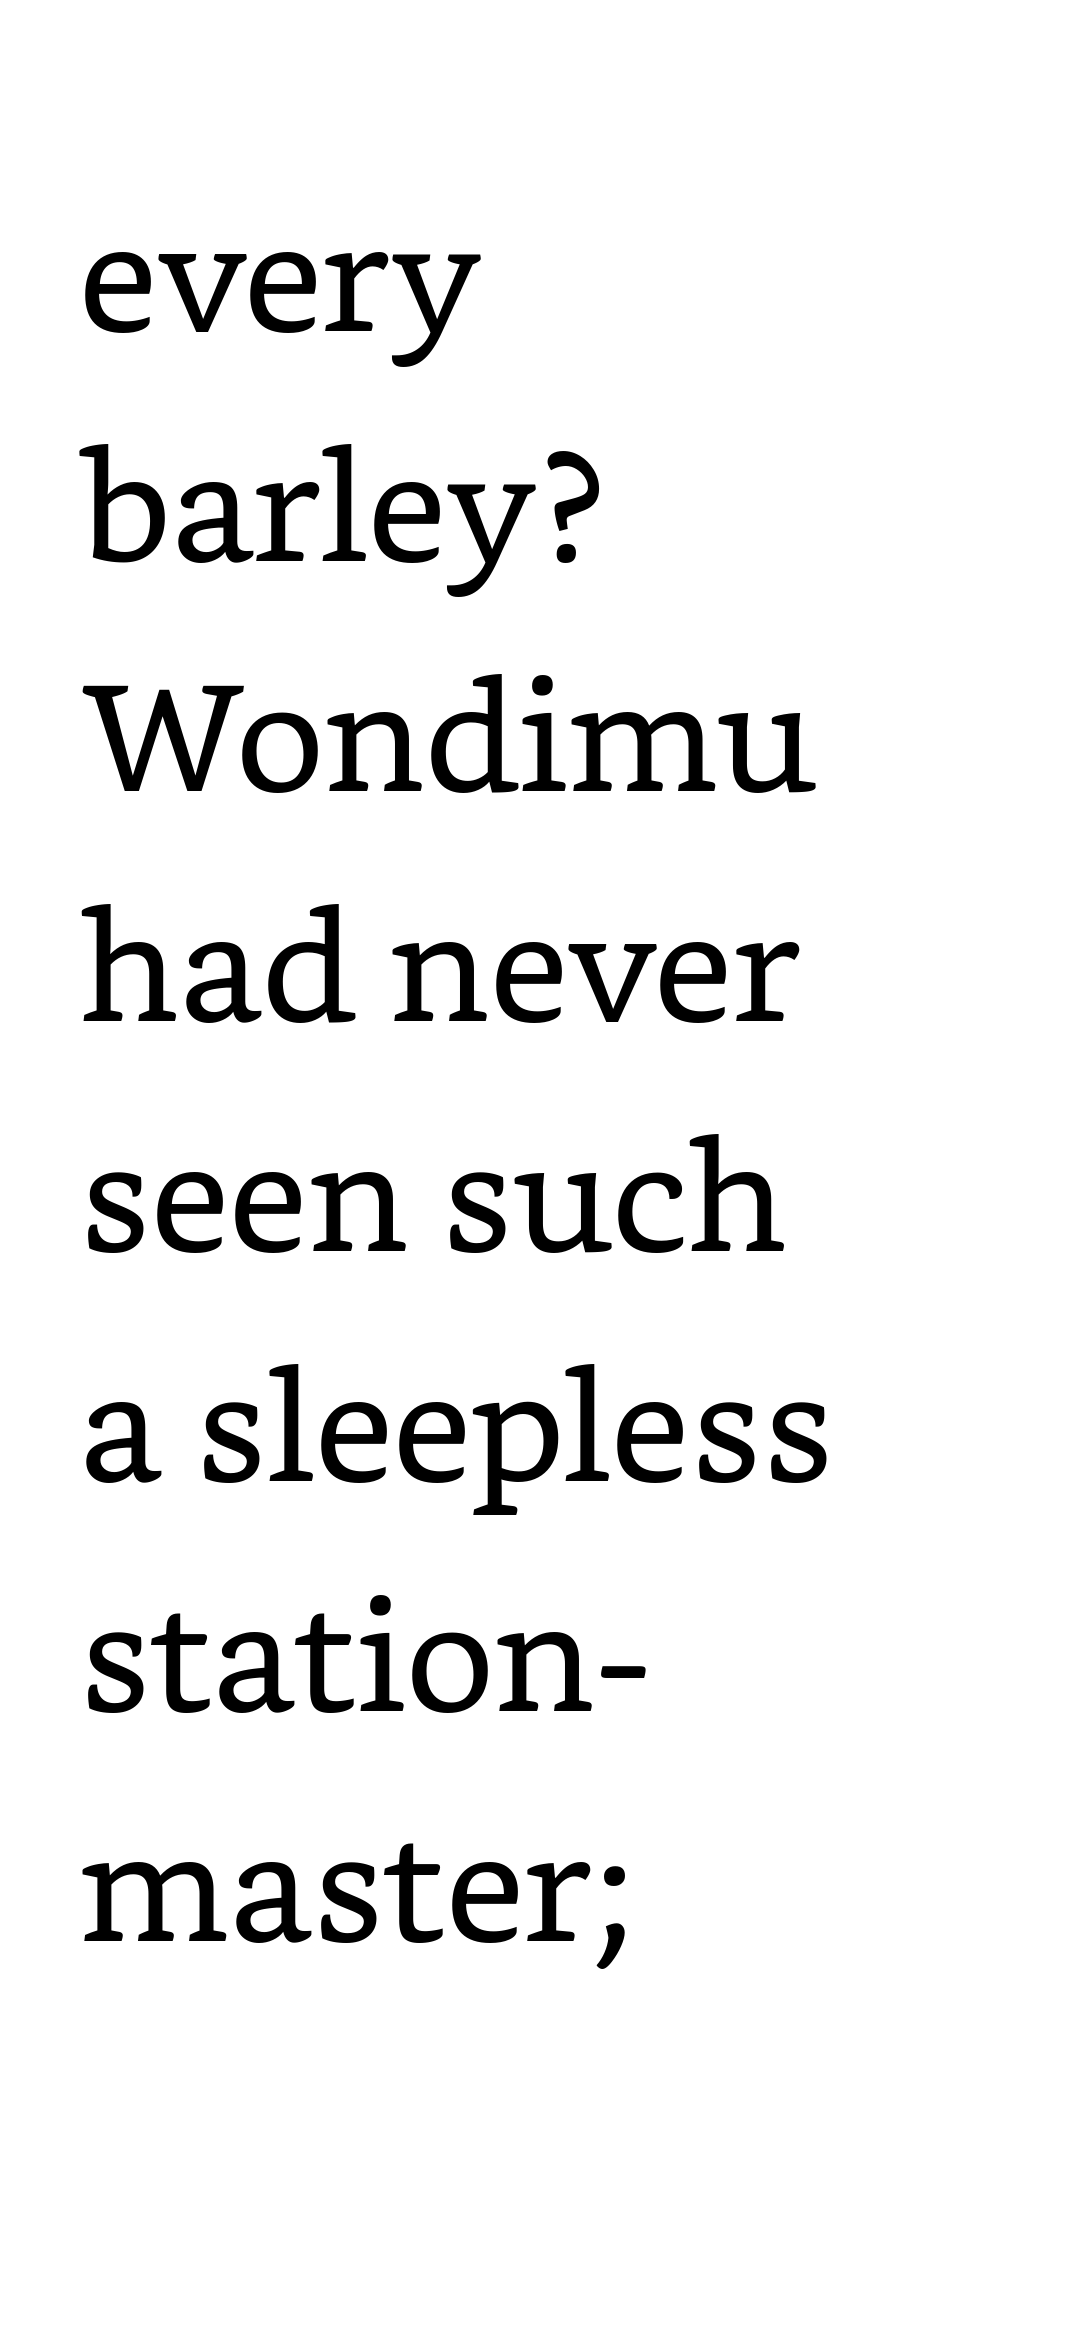 every
barley?
Wondimu
had never
seen such
a sleepless
station-
master;